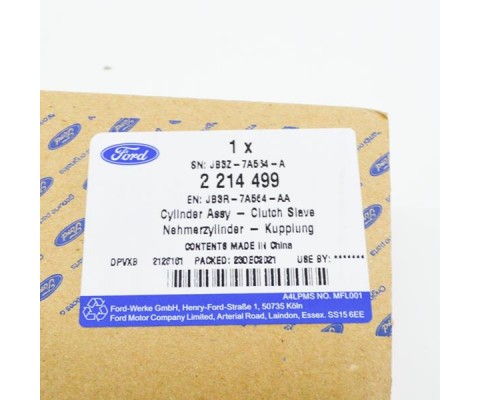 Ford
1 x
SN: JB3Z-7A564-A
2 214 499
EN: JB3R-7A564-AA
Cylinder Assy - Clutch Slave
Nehmerzylinder - Kupplung
CONTENTS MADE IN China
DPVXB 2126161 PACKED: 23DEC2021 USE BY: *******
A4LPMS NO. MFL001
Ford-Werke GmbH, Henry-Ford-Straße 1, 50735 Köln
Ford Motor Company Limited, Arterial Road, Laindon, Essex. SS15 6EE